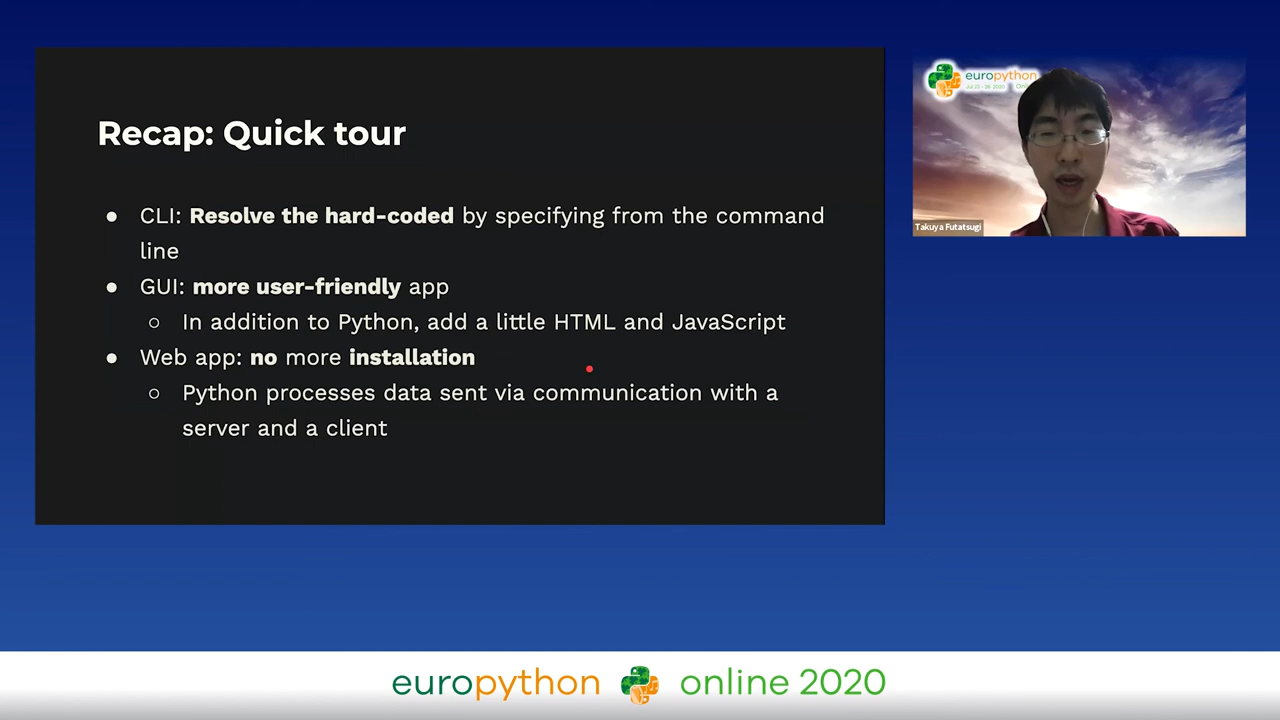 Recap: Quick tour
● CLI: Resolve the hard-coded by specifying from the command
line
● GUI: more user-friendly app
○ In addition to Python, add a little HTML and JavaScript
● Web app: no more installation
○ Python processes data sent via communication with a
server and a client
europython
Takuya Futatsugi
europython online 2020